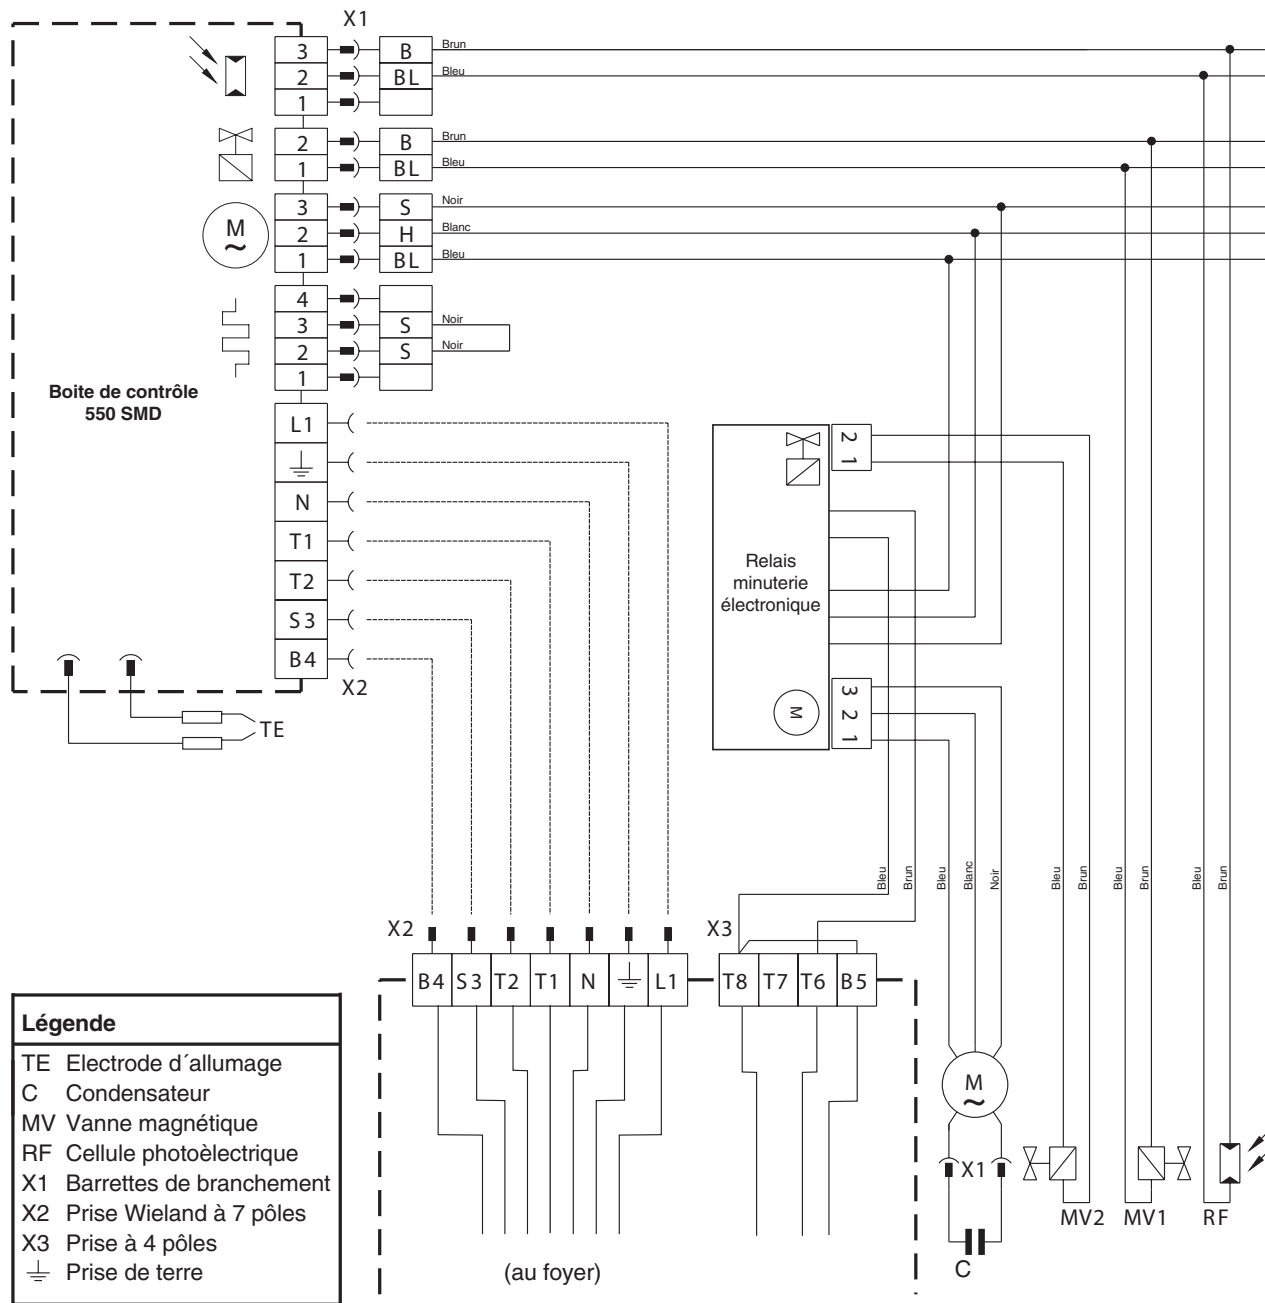 X1
3 B Brun
2 BL Bleu
1
2 B Brun
1 BL Bleu
3 S Noir
M
~
2 H Blanc
1 BL Bleu
4
3 S Noir
2 S Noir
1
Boite de contrôle
550 SMD
L1
N
T1
T2
S3
B4
X2
TE
2
1
Relais
minuterie
électronique
M
3
2
1
Bleu Brun Bleu Blanc Noir Bleu Brun Bleu Brun Bleu Brun
X2
B4 S3 T2 T1 N L1
X3
T8 T7 T6 B5
M
~
X1
C
MV2 MV1 RF
(au foyer)
Légende
TE Electrode d´allumage
C Condensateur
MV Vanne magnétique
RF Cellule photoèlectrique
X1 Barrettes de branchement
X2 Prise Wieland à 7 pôles
X3 Prise à 4 pôles
Prise de terre